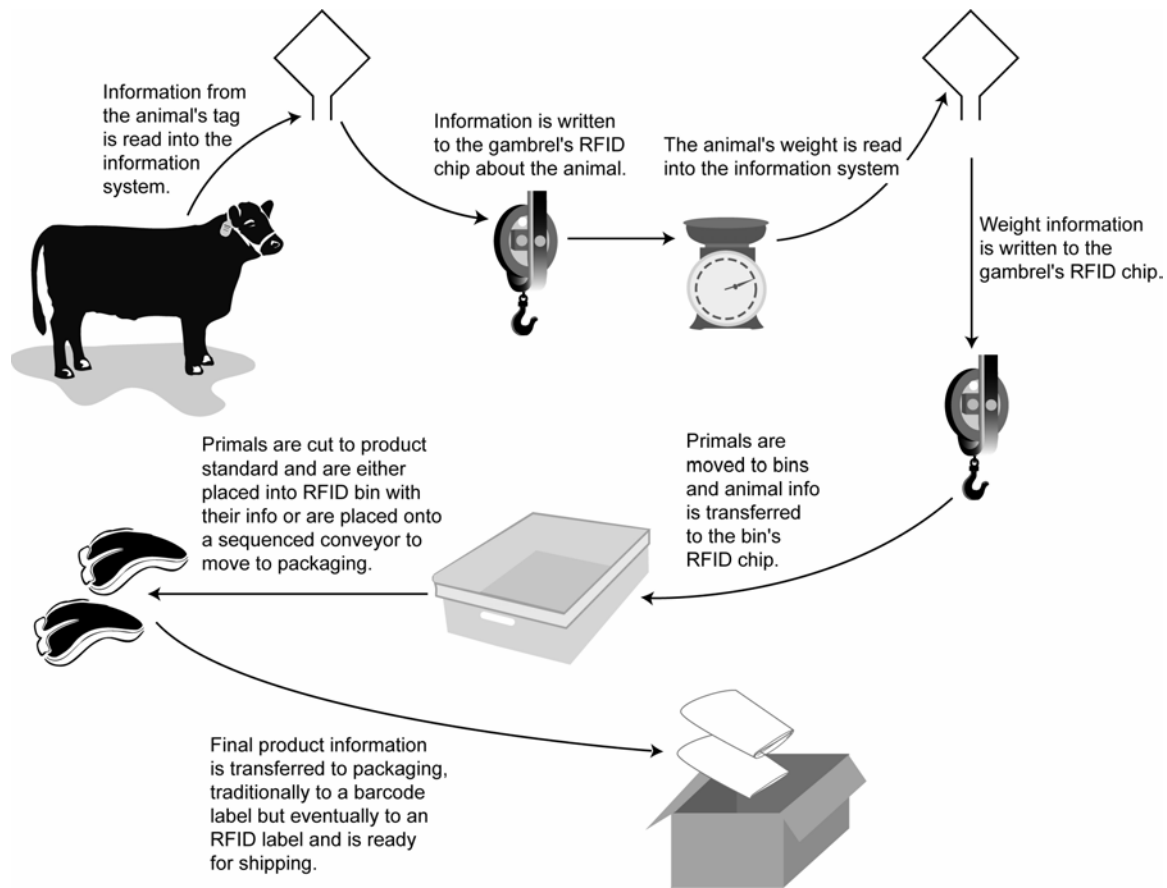 Information from
the animal's tag
is read into the
information
system.
Information is written
to the gambrel's RFID
chip about the animal.
The animal's weight is read
into the information system
Weight information
is written to the
gambrel's RFID chip.
Primals are
moved to bins
and animal info
is transferred
to the bin's
RFID chip.
Primals are cut to product
standard and are either
placed into RFID bin with
their info or are placed onto
a sequenced conveyor to
move to packaging.
Final product information
is transferred to packaging,
traditionally to a barcode
label but eventually to an
RFID label and is ready
for shipping.